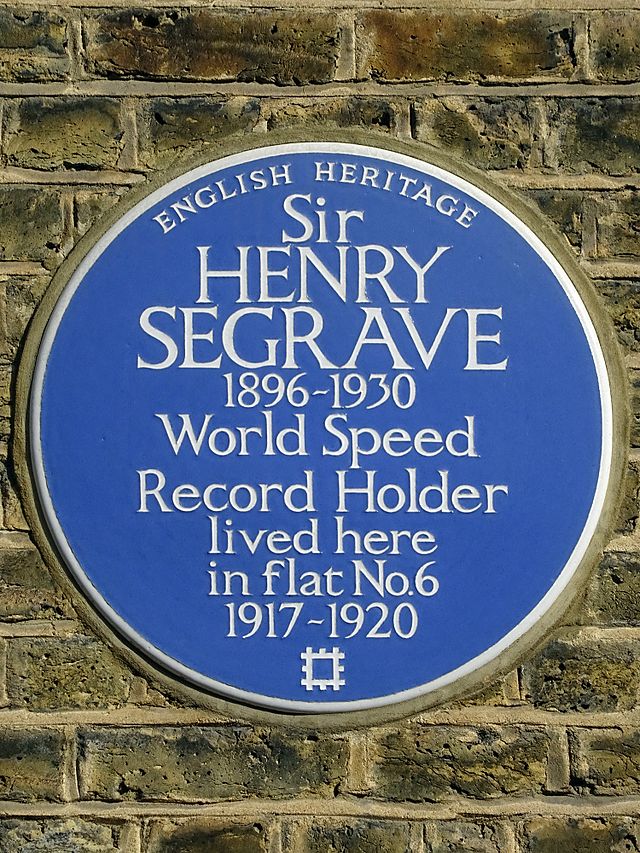 ENGLISH HERITAGE
Sir
HENRY
SEGRAVE
1896-1930
World Speed
Record Holder
lived here
in flat No.6
1917-1920